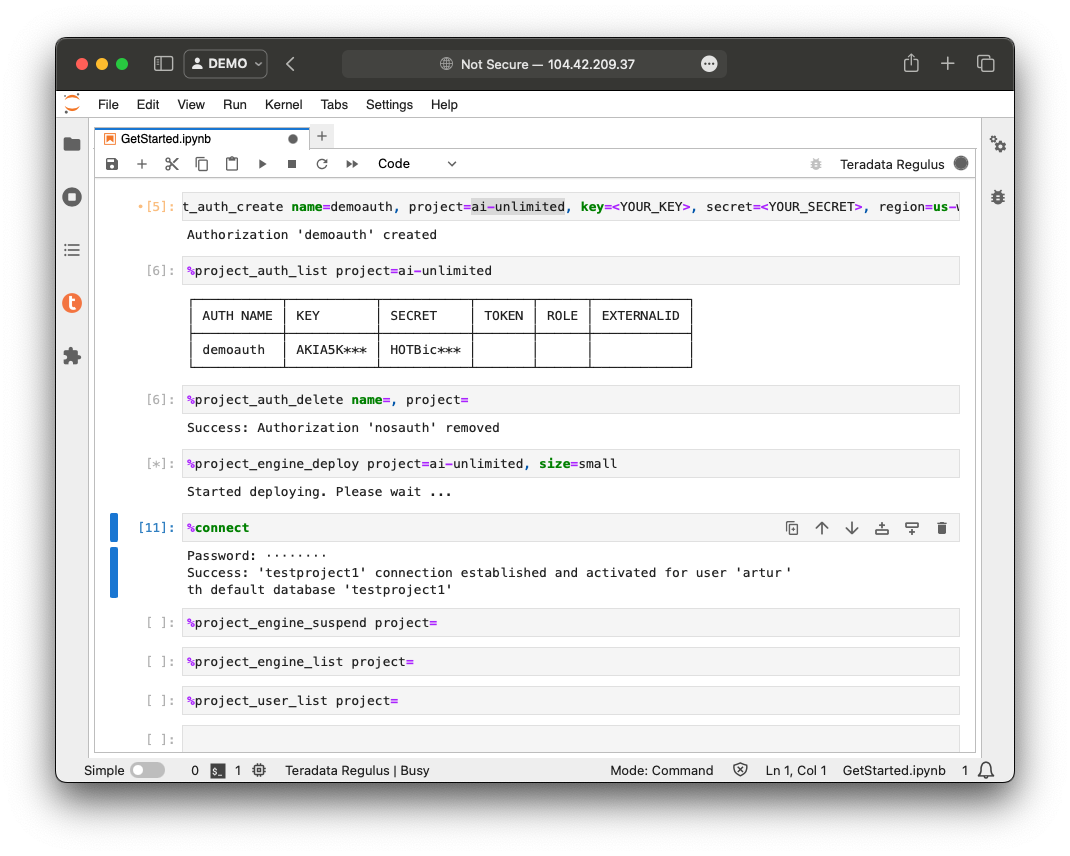 DEMO
Not Secure — 104.42.209.37
File Edit View Run Kernel Tabs Settings Help
GetStarted.ipynb
Code
Teradata Regulus
[5]: t_auth_create name=demoauth, project=ai-unlimited, key=<YOUR_KEY>, secret=<YOUR_SECRET>, region=us-w
Authorization 'demoauth' created
[6]: %project_auth_list project=ai-unlimited
AUTH NAME KEY SECRET TOKEN ROLE EXTERNALID
demoauth AKIA5K*** HOTBic***
[6]: %project_auth_delete name=, project=
Success: Authorization 'nosauth' removed
[*]: %project_engine_deploy project=ai-unlimited, size=small
Started deploying. Please wait ...
[11]: %connect
Password: ········
Success: 'testproject1' connection established and activated for user 'artur'
th default database 'testproject1'
[ ]: %project_engine_suspend project=
[ ]: %project_engine_list project=
[ ]: %project_user_list project=
[ ]:
Simple 0 $_ 1 Teradata Regulus | Busy Mode: Command Ln 1, Col 1 GetStarted.ipynb 1